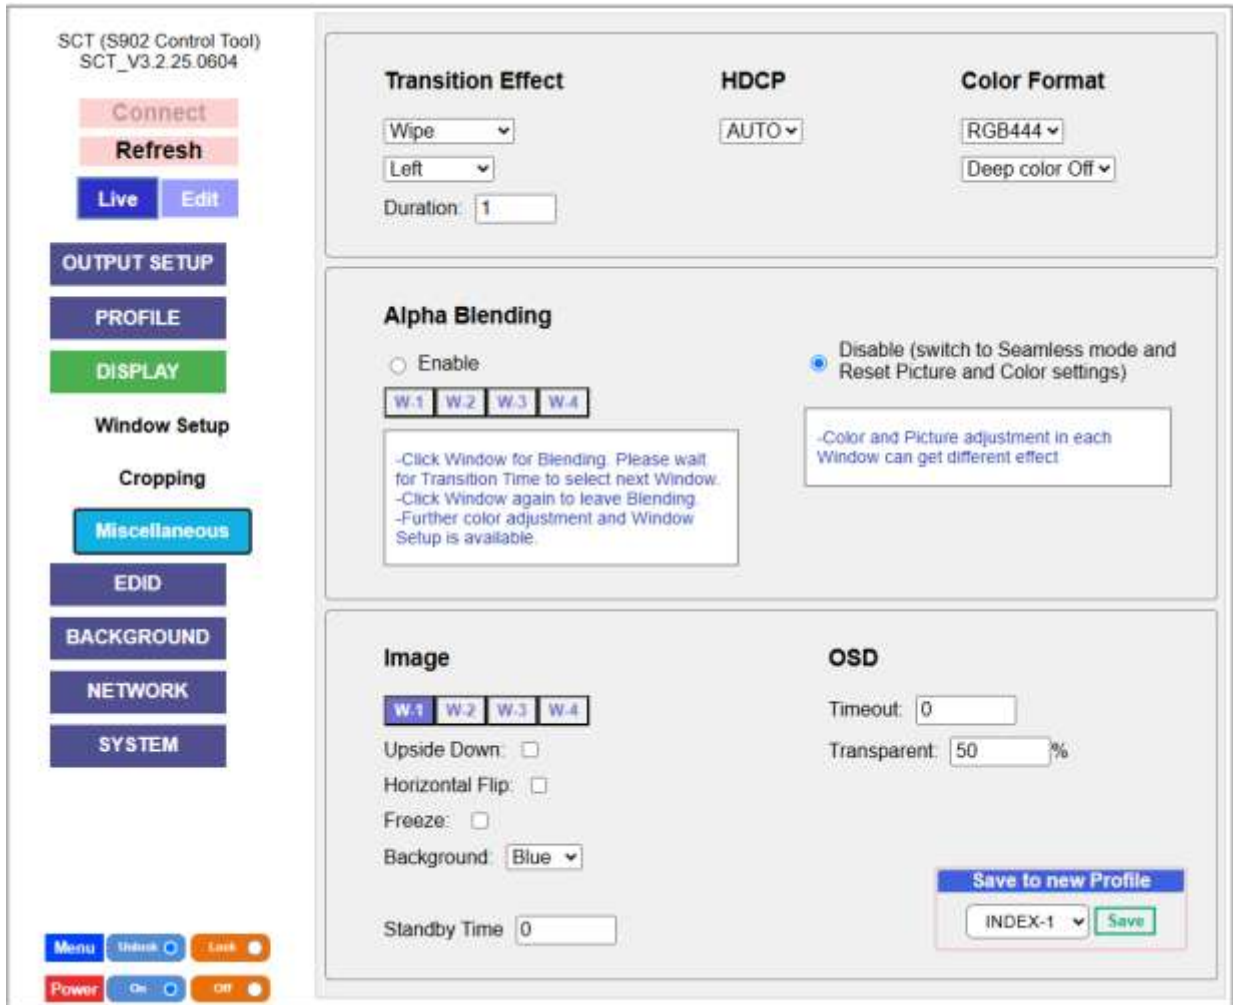 SCT (S902 Control Tool)
SCT_V3.2.25.0604
Connect
Refresh
Live Edit
OUTPUT SETUP
PROFILE
DISPLAY
Window Setup
Cropping
Miscellaneous
EDID
BACKGROUND
NETWORK
SYSTEM
Menu Unlock Lock
Power On Off
Transition Effect
Wipe
Left
Duration: 1
HDCP
AUTO
Color Format
RGB444
Deep color Off
Alpha Blending
Enable
W-1 W-2 W-3 W-4
-Click Window for Blending. Please wait
for Transition Time to select next Window.
-Click Window again to leave Blending.
-Further color adjustment and Window
Setup is available.
Disable (switch to Seamless mode and
Reset Picture and Color settings)
-Color and Picture adjustment in each
Window can get different effect
Image
W-1 W-2 W-3 W-4
Upside Down:
Horizontal Flip:
Freeze:
Background: Blue
Standby Time 0
OSD
Timeout: 0
Transparent: 50 %
Save to new Profile
INDEX-1 Save